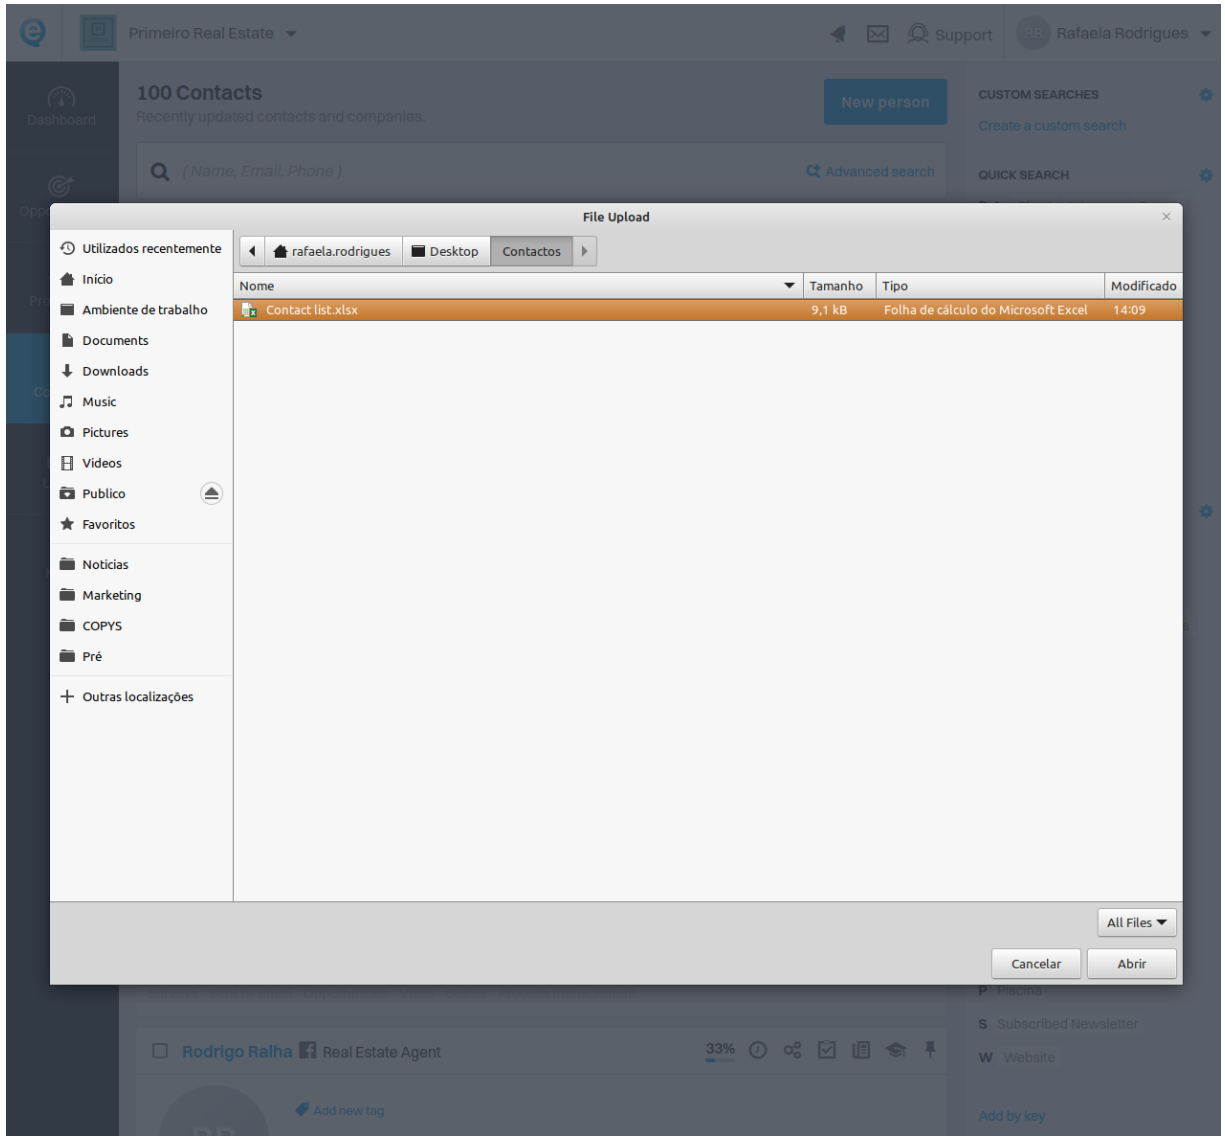 Primeiro Real Estate
Support
RR
Rafaela Rodrigues
Dashboard
100 Contacts
Recently updated contacts and companies.
New person
CUSTOM SEARCHES
Create a custom search
( Name, Email, Phone )
Advanced search
QUICK SEARCH
File Upload
Utilizados recentemente
Início
Ambiente de trabalho
Documents
Downloads
Music
Pictures
Videos
Publico
Favoritos
Noticias
Marketing
COPYS
Pré
Outras localizações
rafaela.rodrigues
Desktop
Contactos
Nome
Tamanho
Tipo
Modificado
Contact list.xlsx
9,1 kB
Folha de cálculo do Microsoft Excel
14:09
All Files
Cancelar
Abrir
P Piscina
S Subscribed Newsletter
W Website
Add by key
Rodrigo Ralha
Real Estate Agent
33%
Add new tag
RR